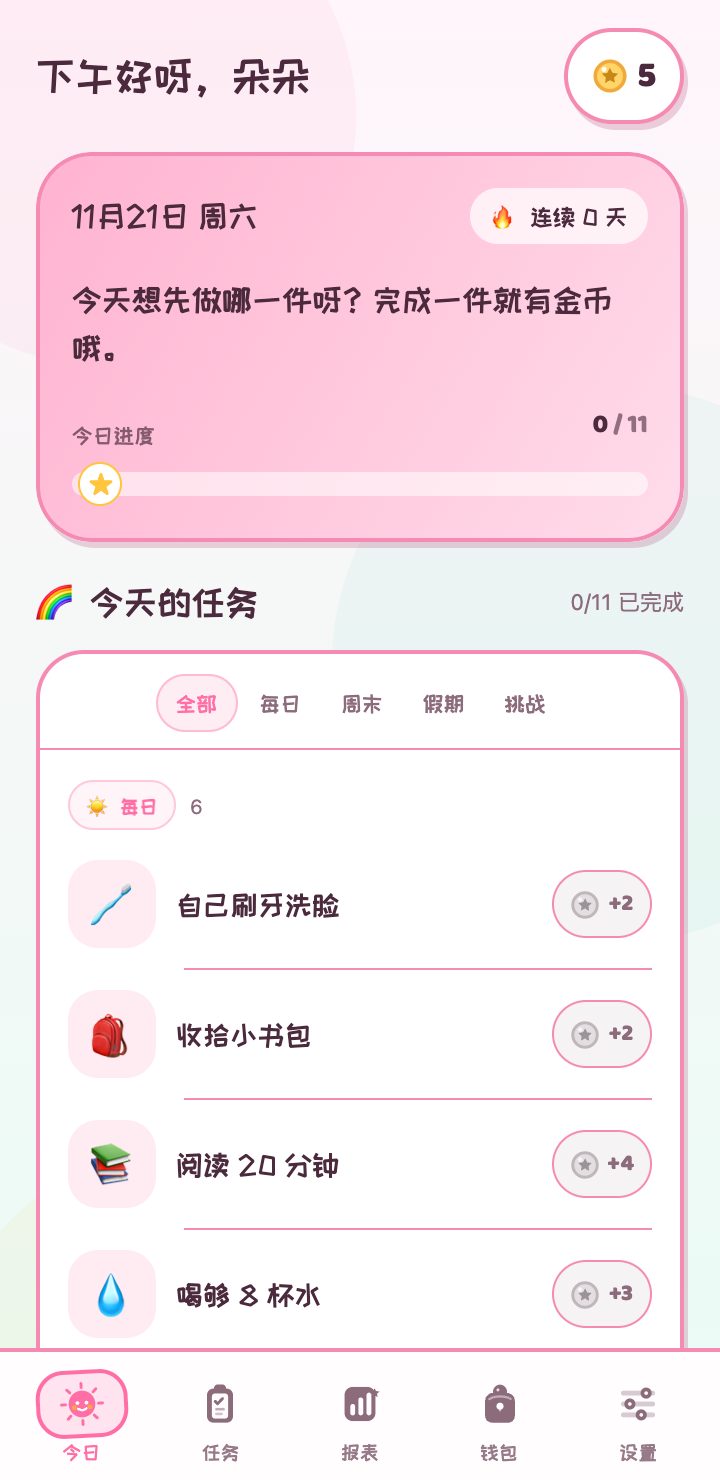 下午好呀，朵朵
5
11月21日 周六
连续 0 天
今天想先做哪一件呀？完成一件就有金币
哦。
今日进度
0 / 11
今天的任务
0/11 已完成
全部 每日 周末 假期 挑战
每日 6
自己刷牙洗脸 +2
收拾小书包 +2
阅读 20 分钟 +4
喝够 8 杯水 +3
今日 任务 报表 钱包 设置